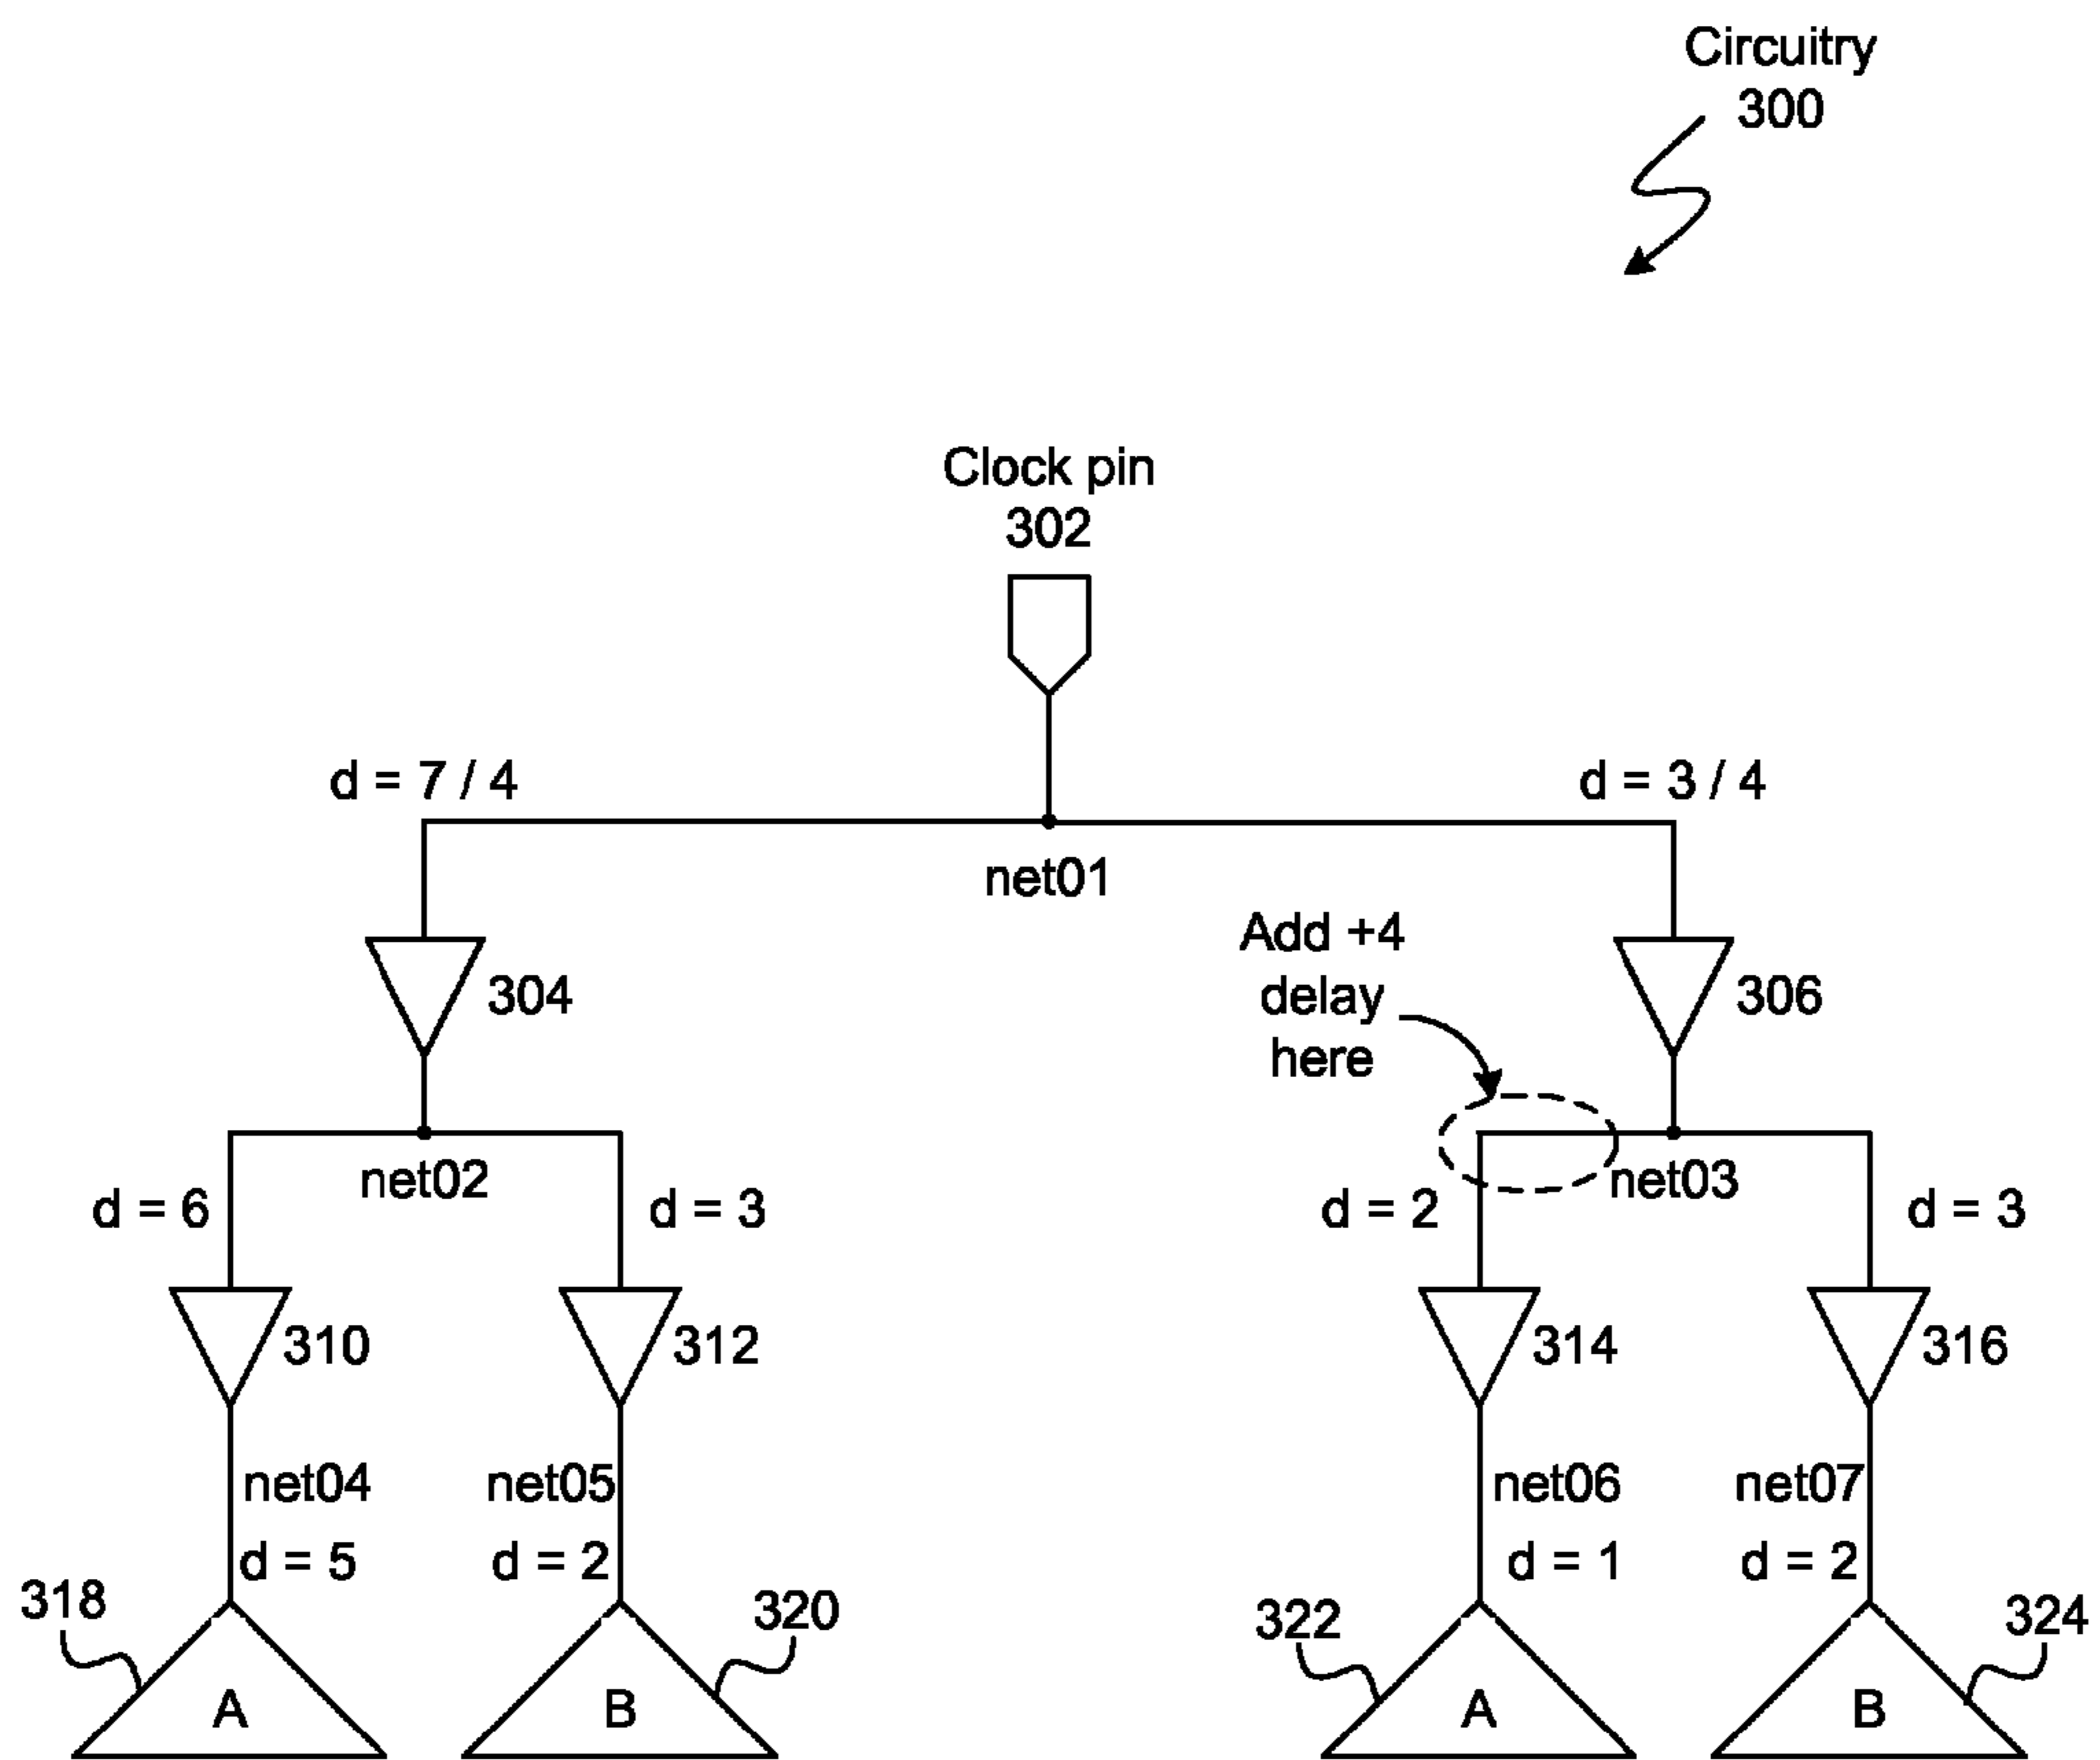 Circuitry
300
Clock pin
302
d = 7 / 4
d = 3 / 4
net01
Add +4
delay
here
304
306
net02
net03
d = 6
d = 3
d = 2
d = 3
310
312
314
316
net04
net05
net06
net07
d = 5
d = 2
d = 1
d = 2
318
320
322
324
A
B
A
B